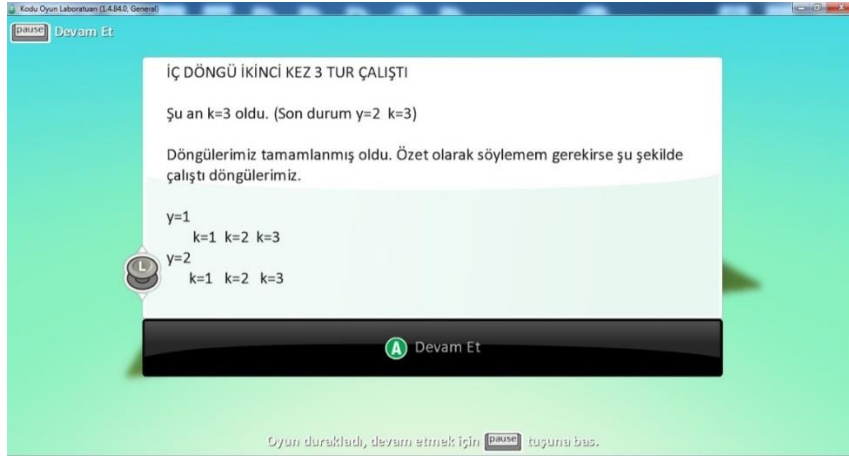 Kodu Oyun Laboratuarı (1.4.84.0, General)
pause Devam Et
İÇ DÖNGÜ İKİNCİ KEZ 3 TUR ÇALIŞTI
Şu an k=3 oldu. (Son durum y=2 k=3)
Döngülerimiz tamamlanmış oldu. Özet olarak söylemem gerekirse şu şekilde
çalıştı döngülerimiz.
y=1
k=1 k=2 k=3
L
y=2
k=1 k=2 k=3
A Devam Et
Oyun durakladı, devam etmek için pause tuşuna bas.